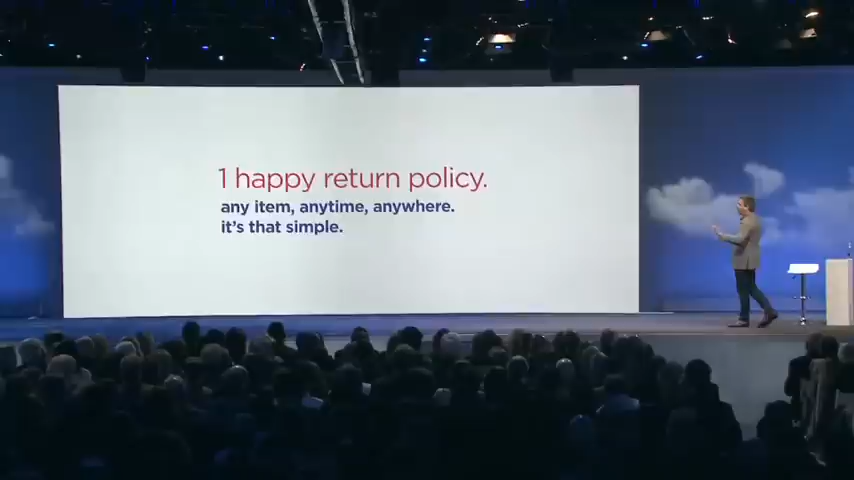 1 happy return policy.
any item, anytime, anywhere.
it's that simple.